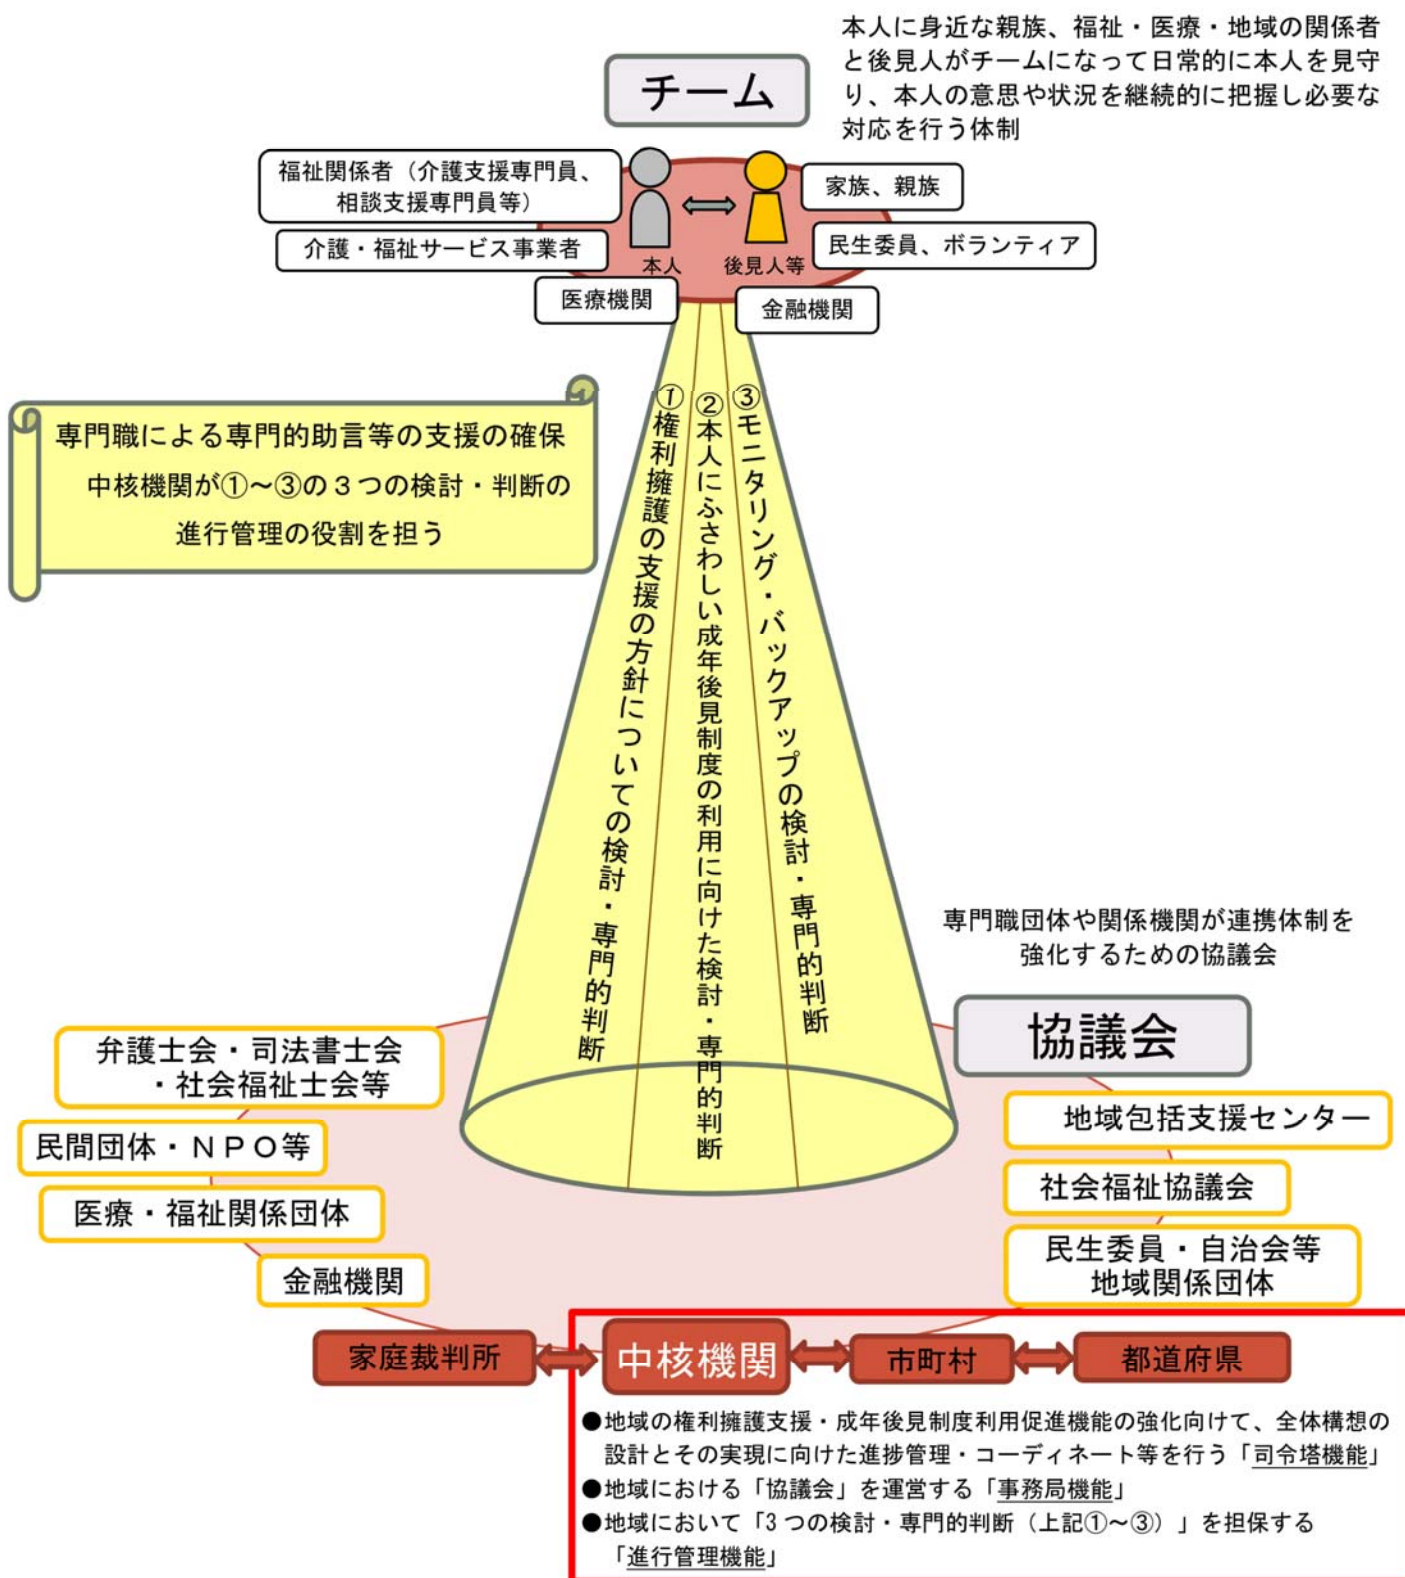 本人に身近な親族、福祉・医療・地域の関係者
と後見人がチームになって日常的に本人を見守
り、本人の意思や状況を継続的に把握し必要な
対応を行う体制
チーム
福祉関係者（介護支援専門員、
相談支援専門員等）
介護・福祉サービス事業者
医療機関
本人
後見人等
家族、親族
民生委員、ボランティア
金融機関
専門職による専門的助言等の支援の確保
中核機関が①～③の３つの検討・判断の
進行管理の役割を担う
①権利擁護の支援の方針についての検討・専門的判断
②本人にふさわしい成年後見制度の利用に向けた検討・専門的判断
③モニタリング・バックアップの検討・専門的判断
専門職団体や関係機関が連携体制を
強化するための協議会
協議会
弁護士会・司法書士会
・社会福祉士会等
民間団体・ＮＰＯ等
医療・福祉関係団体
金融機関
地域包括支援センター
社会福祉協議会
民生委員・自治会等
地域関係団体
家庭裁判所
中核機関
市町村
都道府県
●地域の権利擁護支援・成年後見制度利用促進機能の強化向けて、全体構想の
設計とその実現に向けた進捗管理・コーディネート等を行う「司令塔機能」
●地域における「協議会」を運営する「事務局機能」
●地域において「3つの検討・専門的判断（上記①～③）」を担保する
「進行管理機能」